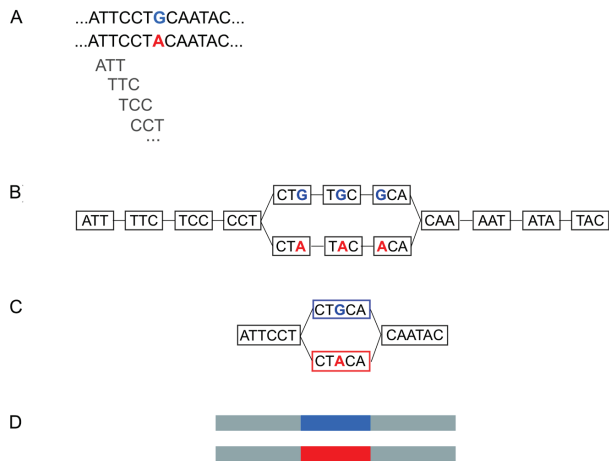 A
...ATTCCTGCAATAC...
...ATTCCTACAATAC...
ATT
TTC
TCC
CCT
...
B
CTG TGC GCA
ATT TTC TCC CCT CAA AAT ATA TAC
CTA TAC ACA
C
CTGCA
ATTCCT CAATAC
CTACA
D